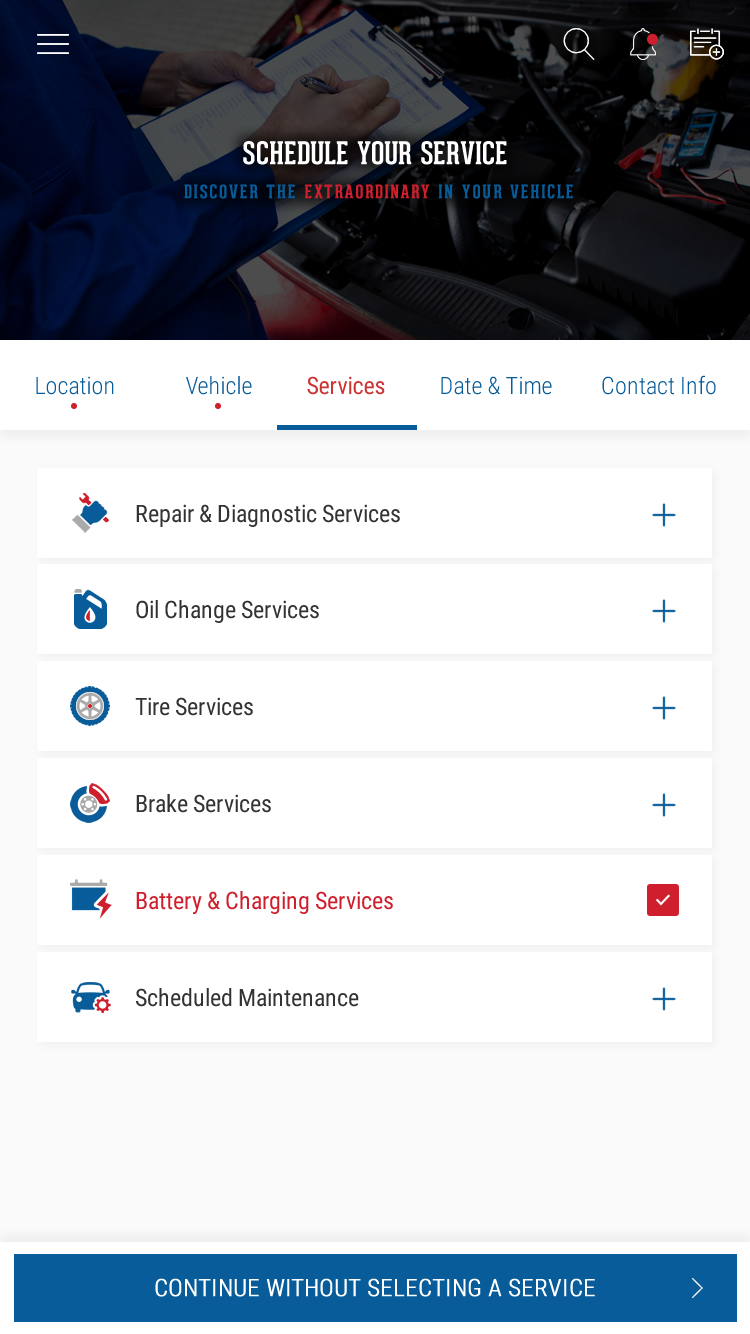 SCHEDULE YOUR SERVICE
DISCOVER THE EXTRAORDINARY IN YOUR VEHICLE
Location Vehicle Services Date & Time Contact Info
Repair & Diagnostic Services
Oil Change Services
Tire Services
Brake Services
Battery & Charging Services
Scheduled Maintenance
CONTINUE WITHOUT SELECTING A SERVICE